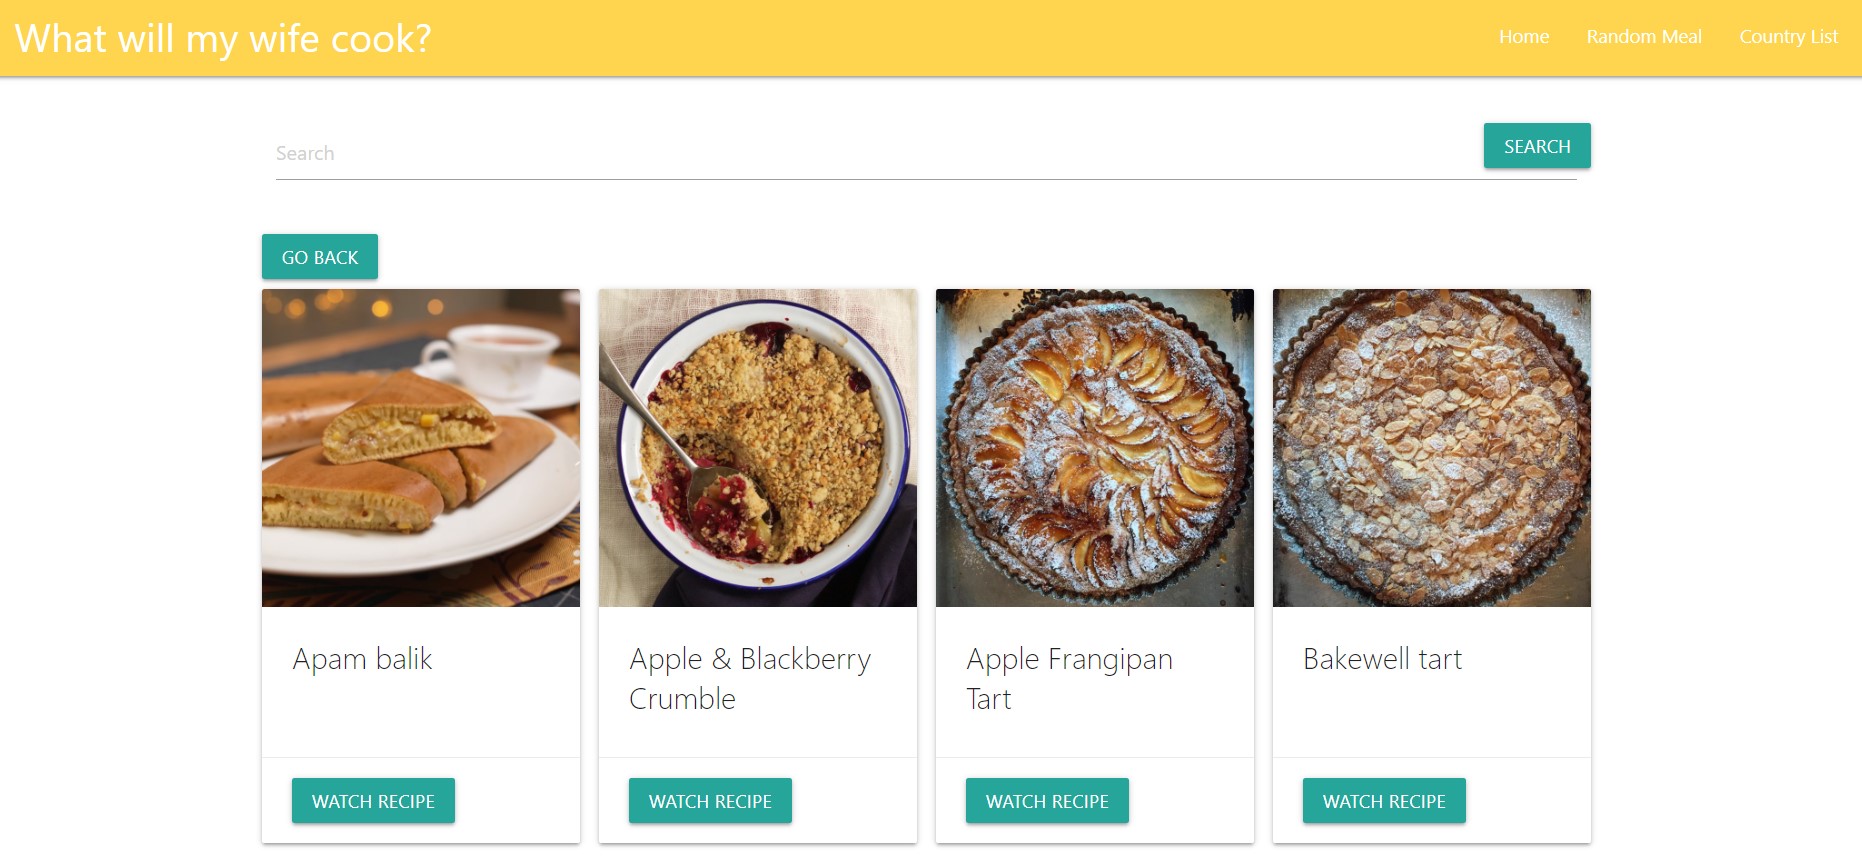 What will my wife cook?
Home
Random Meal
Country List
Search
SEARCH
GO BACK
Apam balik
WATCH RECIPE
Apple & Blackberry
Crumble
WATCH RECIPE
Apple Frangipan
Tart
WATCH RECIPE
Bakewell tart
WATCH RECIPE